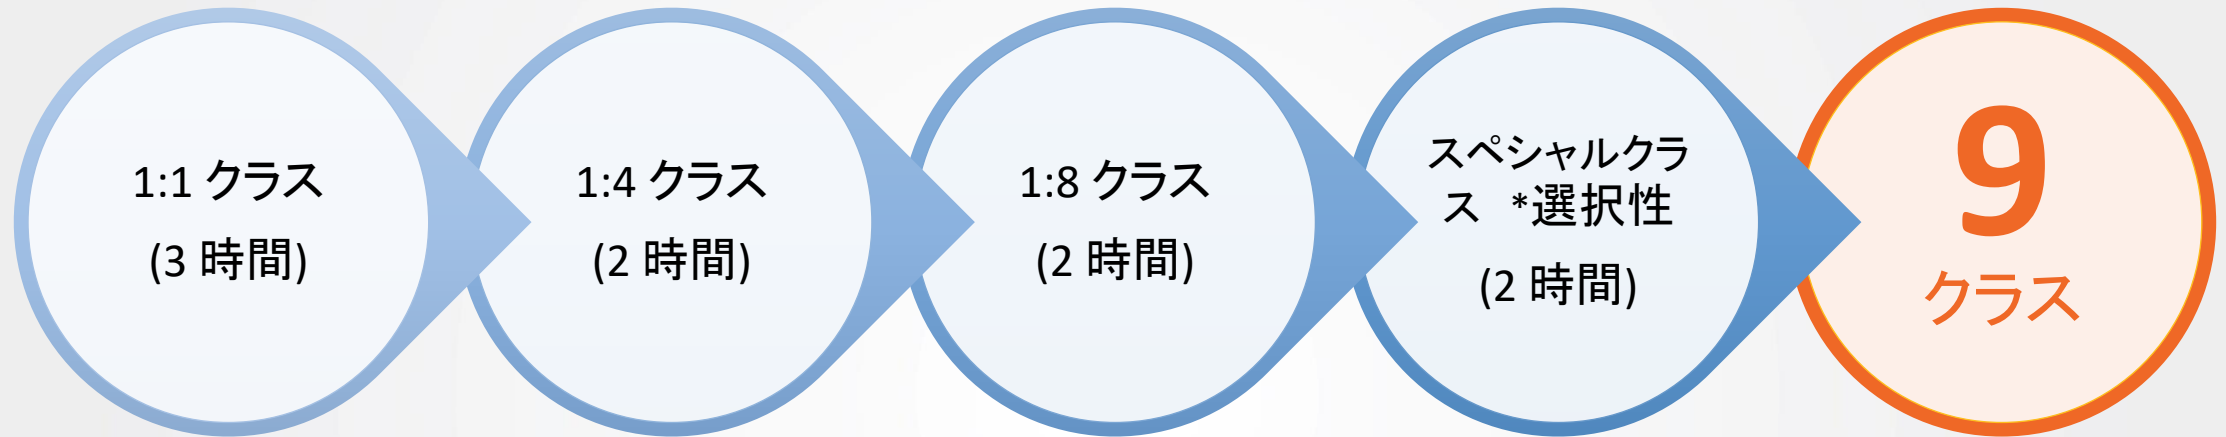 1:1 クラス
(3 時間)
1:4 クラス
(2 時間)
1:8 クラス
(2 時間)
スペシャルクラ
ス　*選択性
(2 時間)
9
クラス